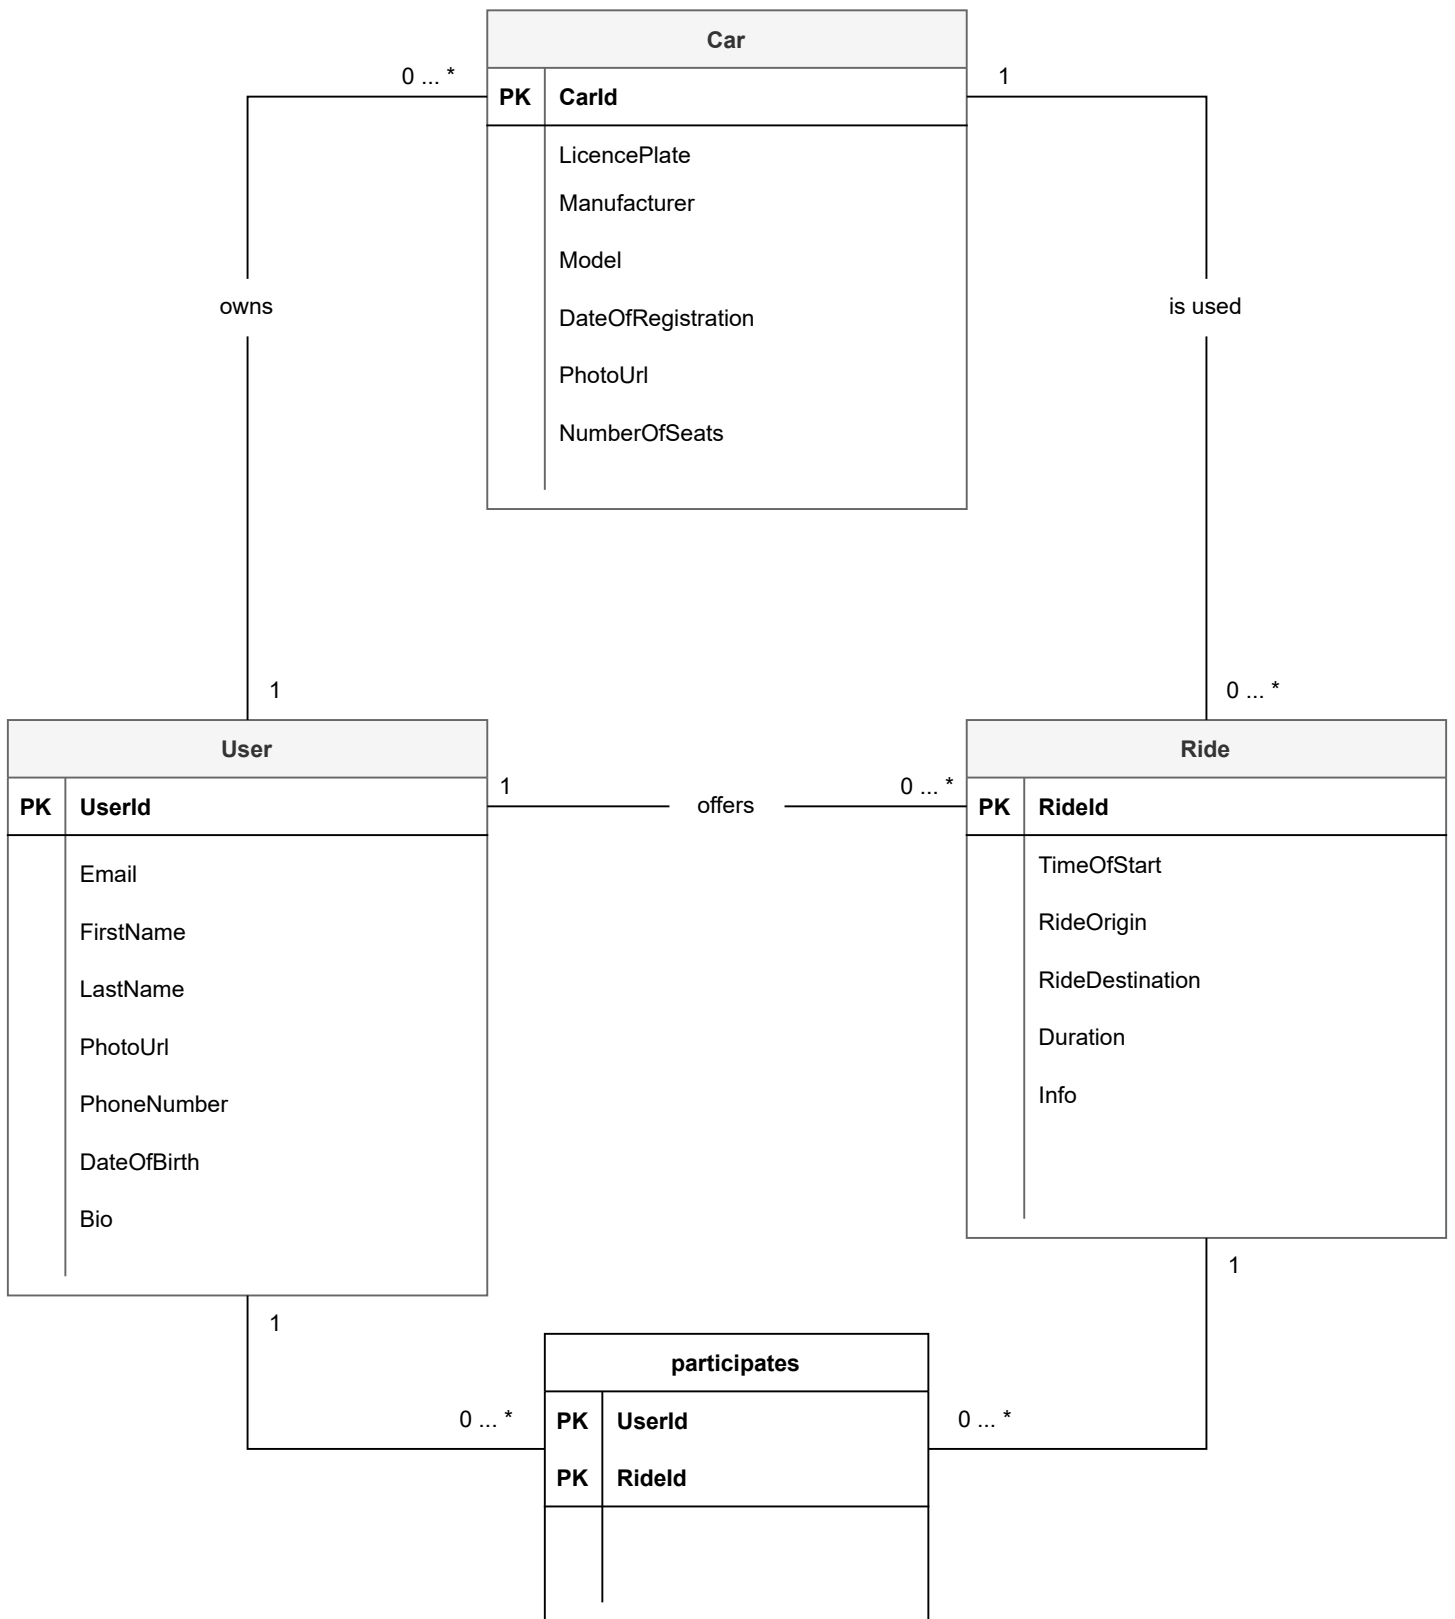 Car
0 ... *
1
PK CarId
LicencePlate
Manufacturer
Model
DateOfRegistration
PhotoUrl
NumberOfSeats
owns
is used
1
0 ... *
User
PK UserId
Email
FirstName
LastName
PhotoUrl
PhoneNumber
DateOfBirth
Bio
1
offers
0 ... *
Ride
PK RideId
TimeOfStart
RideOrigin
RideDestination
Duration
Info
1
1
participates
0 ... *
0 ... *
PK UserId
PK RideId